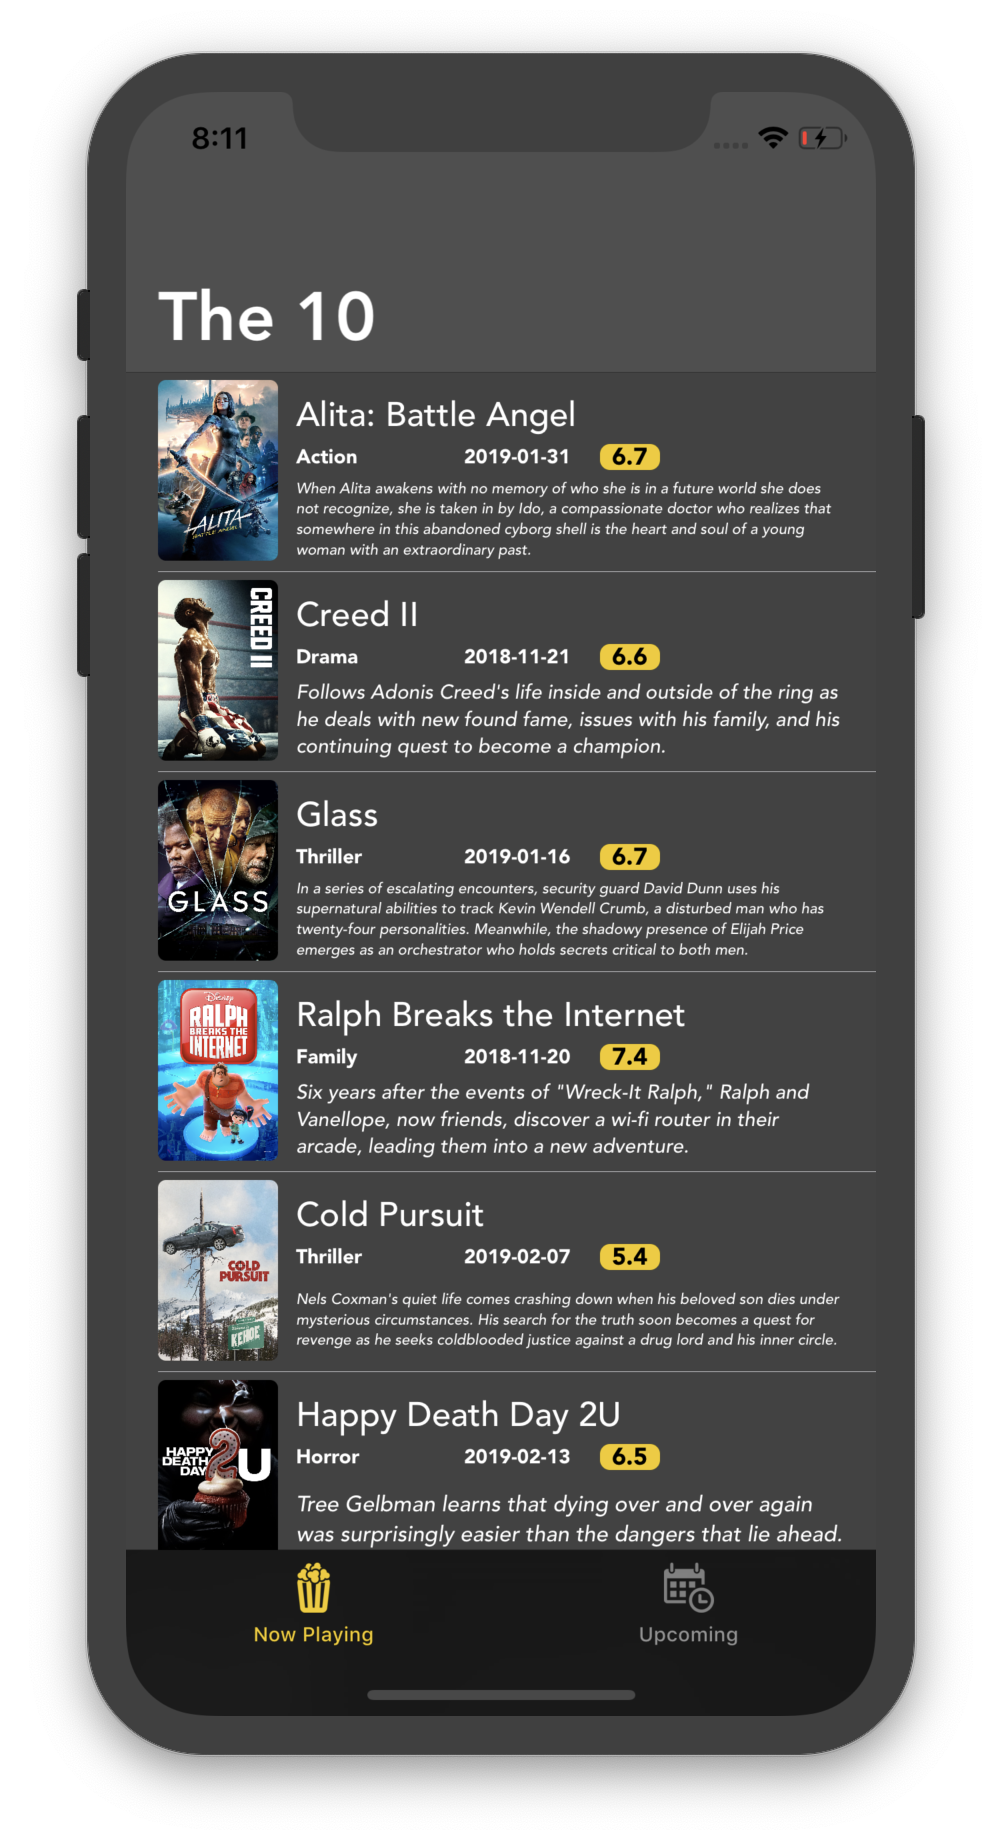 8:11
The 10
ALITA
BATTLE ANGEL
Alita: Battle Angel
Action 2019-01-31 6.7
When Alita awakens with no memory of who she is in a future world she does
not recognize, she is taken in by Ido, a compassionate doctor who realizes that
somewhere in this abandoned cyborg shell is the heart and soul of a young
woman with an extraordinary past.
CREED II
Creed II
Drama 2018-11-21 6.6
Follows Adonis Creed's life inside and outside of the ring as
he deals with new found fame, issues with his family, and his
continuing quest to become a champion.
GLASS
Glass
Thriller 2019-01-16 6.7
In a series of escalating encounters, security guard David Dunn uses his
supernatural abilities to track Kevin Wendell Crumb, a disturbed man who has
twenty-four personalities. Meanwhile, the shadowy presence of Elijah Price
emerges as an orchestrator who holds secrets critical to both men.
Disney
RALPH
BREAKS THE
INTERNET
Ralph Breaks the Internet
Family 2018-11-20 7.4
Six years after the events of "Wreck-It Ralph," Ralph and
Vanellope, now friends, discover a wi-fi router in their
arcade, leading them into a new adventure.
COLD
PURSUIT
KEHOE
Cold Pursuit
Thriller 2019-02-07 5.4
Nels Coxman's quiet life comes crashing down when his beloved son dies under
mysterious circumstances. His search for the truth soon becomes a quest for
revenge as he seeks coldblooded justice against a drug lord and his inner circle.
HAPPY
DEATH
DAY
2U
Happy Death Day 2U
Horror 2019-02-13 6.5
Tree Gelbman learns that dying over and over again
was surprisingly easier than the dangers that lie ahead.
Now Playing
Upcoming